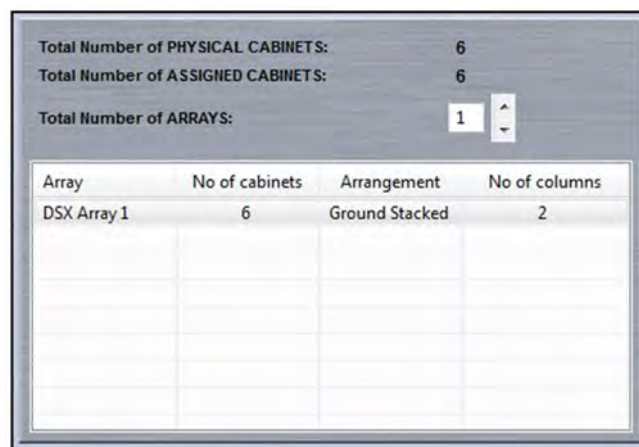 Total Number of PHYSICAL CABINETS: 6
Total Number of ASSIGNED CABINETS: 6
Total Number of ARRAYS: 1
Array No of cabinets Arrangement No of columns
DSX Array 1 6 Ground Stacked 2